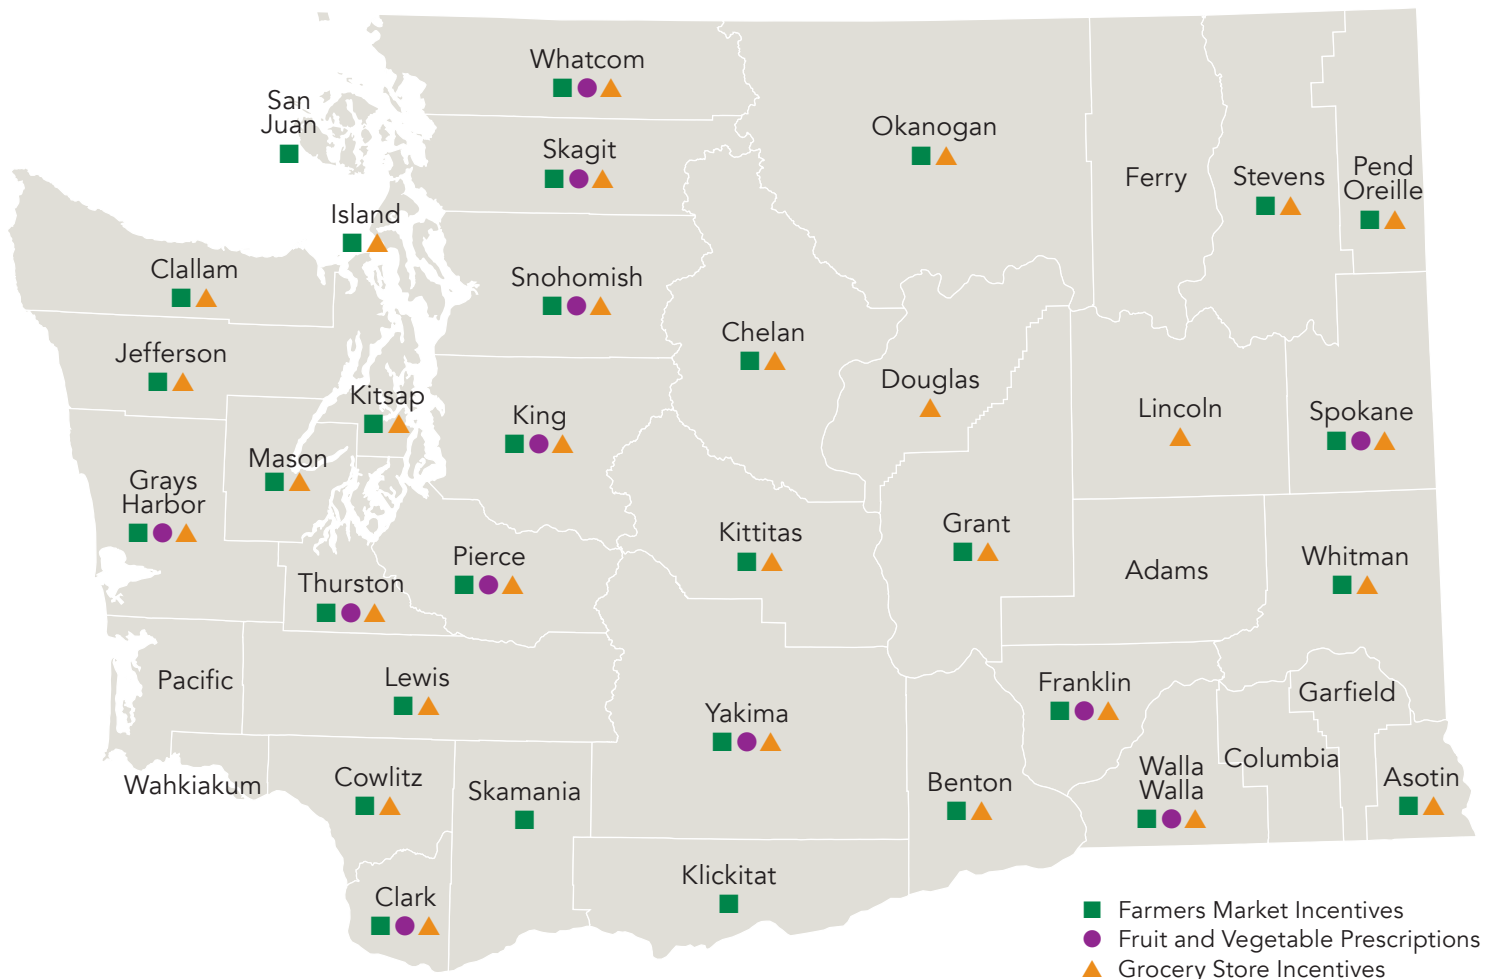 Whatcom
San
Juan
Okanogan
Skagit
Ferry
Stevens
Pend
Oreille
Island
Clallam
Snohomish
Chelan
Jefferson
Douglas
Kitsap
King
Lincoln
Spokane
Mason
Grays
Harbor
Kittitas
Grant
Pierce
Adams
Whitman
Thurston
Pacific
Lewis
Franklin
Garfield
Yakima
Wahkiakum
Cowlitz
Skamania
Benton
Walla
Walla
Columbia
Asotin
Klickitat
Clark
Farmers Market Incentives
Fruit and Vegetable Prescriptions
Grocery Store Incentives